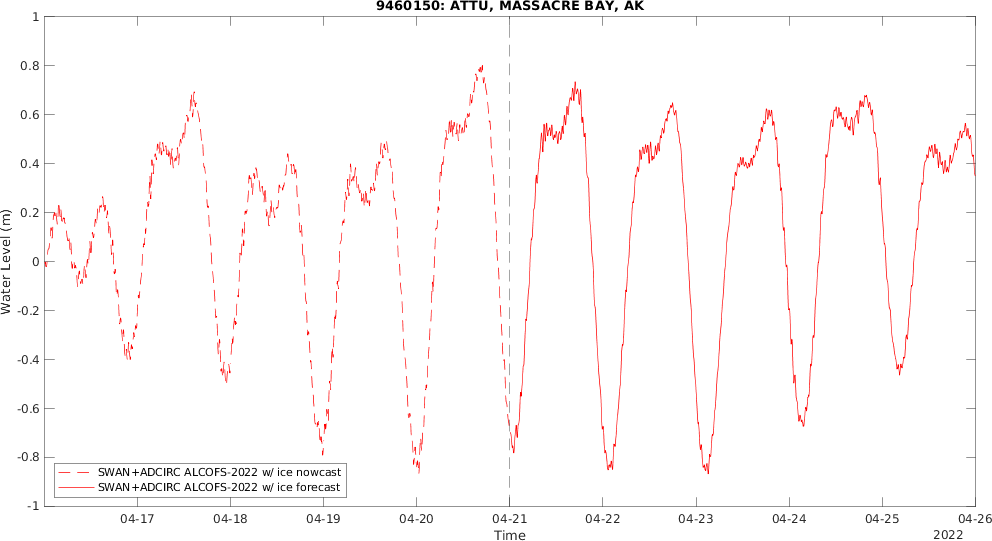 9460150: ATTU, MASSACRE BAY, AK
1
0.8
0.6
0.4
0.2
0
-0.2
-0.4
-0.6
-0.8
-1
Water Level (m)
SWAN+ADCIRC ALCOFS-2022 w/ ice nowcast
SWAN+ADCIRC ALCOFS-2022 w/ ice forecast
04-17 04-18 04-19 04-20 04-21 04-22 04-23 04-24 04-25 04-26
Time
2022